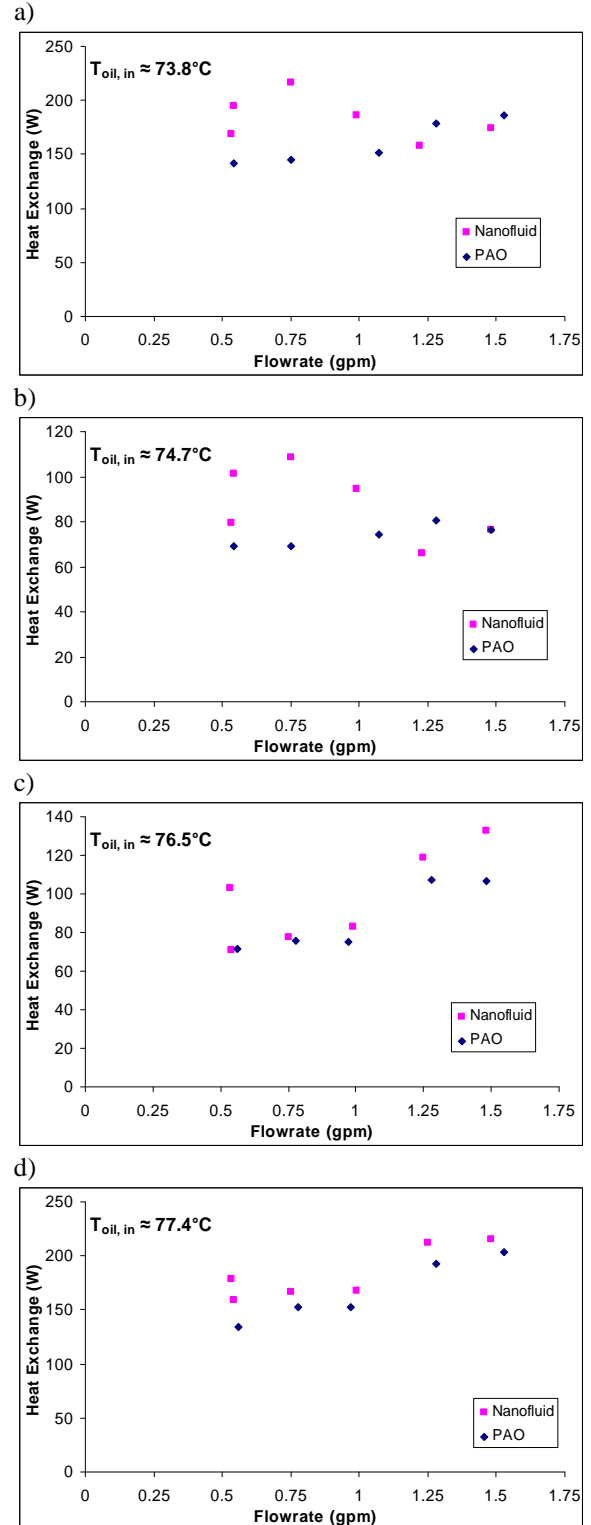 a)
T oil, in ≈ 73.8°C
Heat Exchange (W)
250
200
150
100
50
0
Nanofluid
PAO
0 0.25 0.5 0.75 1 1.25 1.5 1.75
Flowrate (gpm)
b)
T oil, in ≈ 74.7°C
Heat Exchange (W)
120
100
80
60
40
20
0
Nanofluid
PAO
0 0.25 0.5 0.75 1 1.25 1.5 1.75
Flowrate (gpm)
c)
T oil, in ≈ 76.5°C
Heat Exchange (W)
140
120
100
80
60
40
20
0
Nanofluid
PAO
0 0.25 0.5 0.75 1 1.25 1.5 1.75
Flowrate (gpm)
d)
T oil, in ≈ 77.4°C
Heat Exchange (W)
250
200
150
100
50
0
Nanofluid
PAO
0 0.25 0.5 0.75 1 1.25 1.5 1.75
Flowrate (gpm)